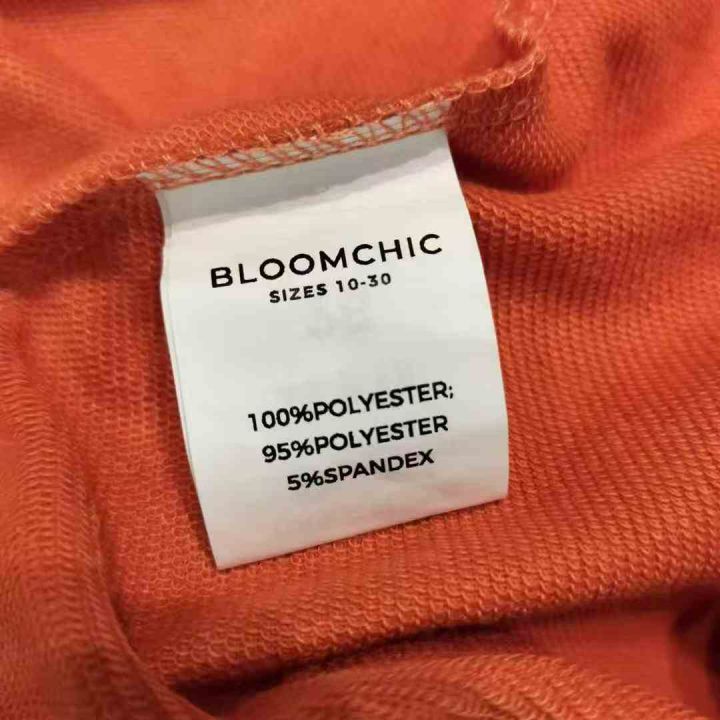 BLOOMCHIC
SIZES 10-30
100%POLYESTER;
95%POLYESTER
5%SPANDEX